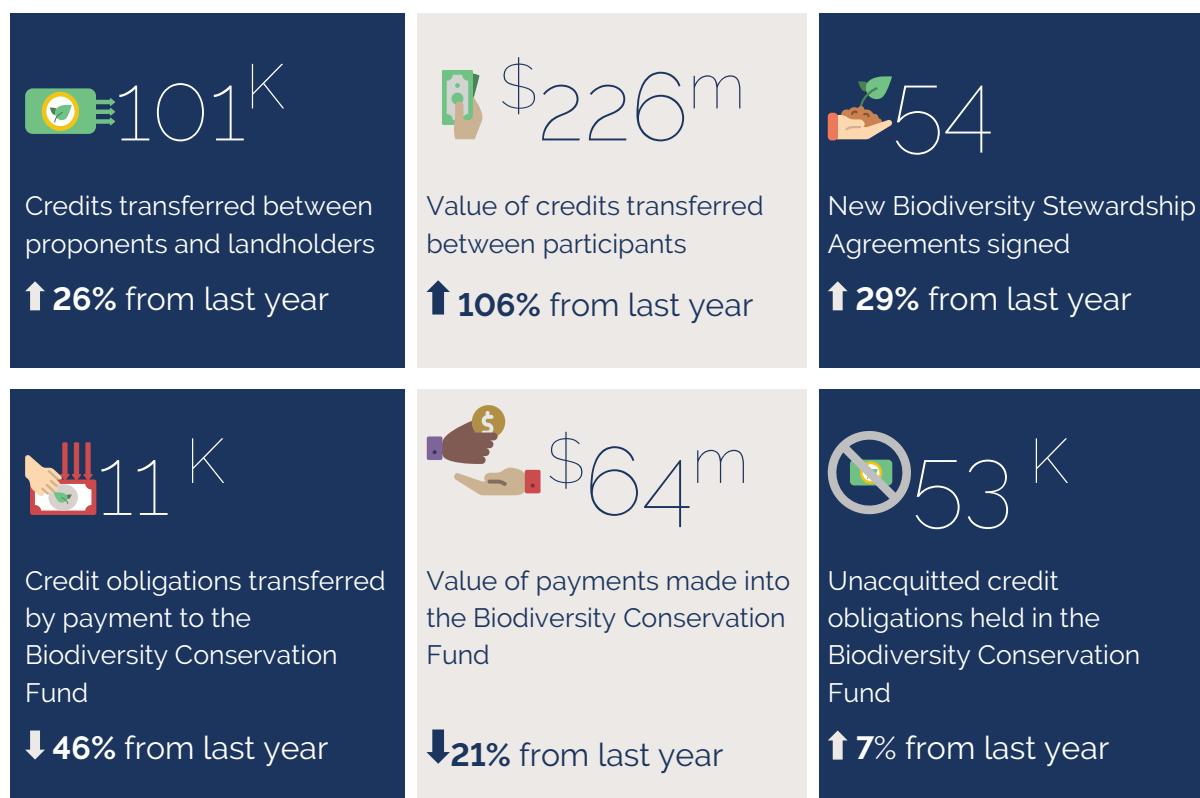 101K
Credits transferred between
proponents and landholders
26% from last year
$226m
Value of credits transferred
between participants
106% from last year
54
New Biodiversity Stewardship
Agreements signed
29% from last year
11 K
Credit obligations transferred
by payment to the
Biodiversity Conservation
Fund
46% from last year
$
$64m
Value of payments made into
the Biodiversity Conservation
Fund
21% from last year
53 K
Unacquitted credit
obligations held in the
Biodiversity Conservation
Fund
7% from last year